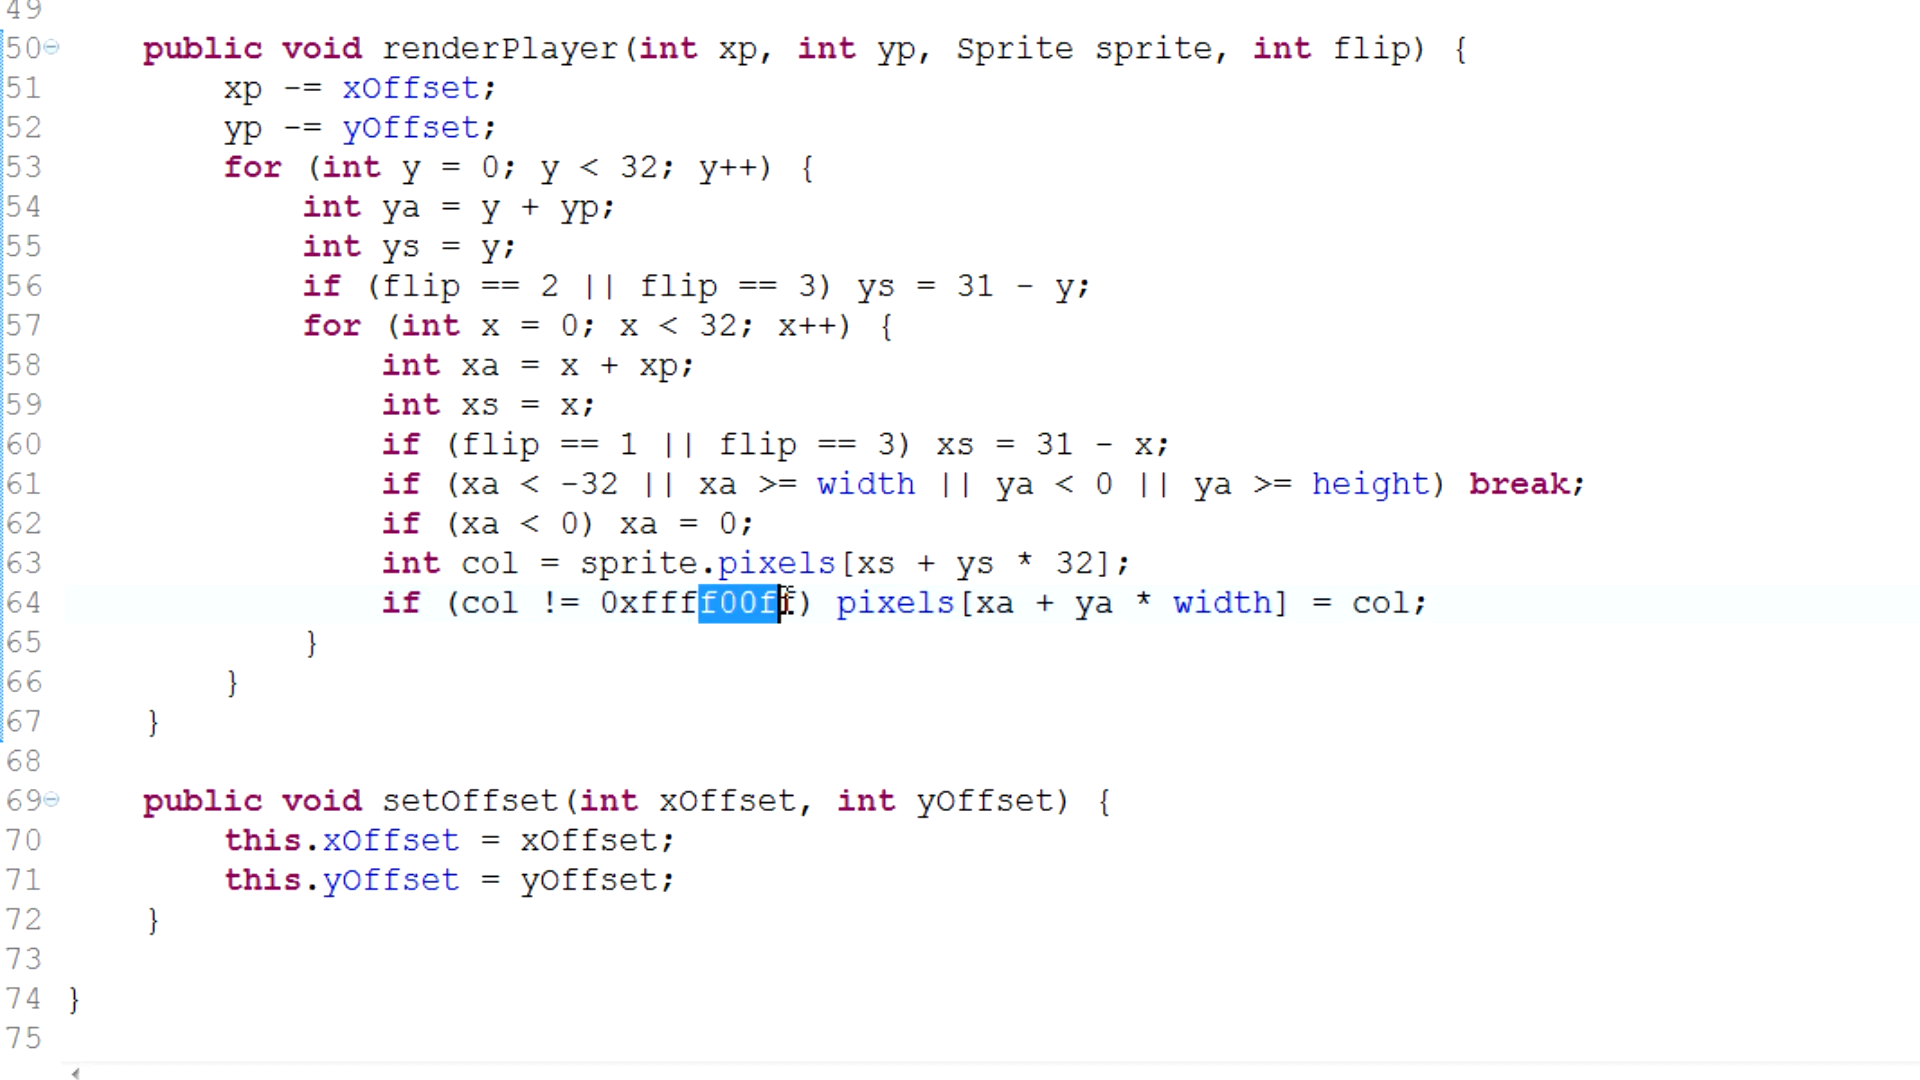 49
50 public void renderPlayer(int xp, int yp, Sprite sprite, int flip) {
51 xp -= xOffset;
52 yp -= yOffset;
53 for (int y = 0; y < 32; y++) {
54 int ya = y + yp;
55 int ys = y;
56 if (flip == 2 || flip == 3) ys = 31 - y;
57 for (int x = 0; x < 32; x++) {
58 int xa = x + xp;
59 int xs = x;
60 if (flip == 1 || flip == 3) xs = 31 - x;
61 if (xa < -32 || xa >= width || ya < 0 || ya >= height) break;
62 if (xa < 0) xa = 0;
63 int col = sprite.pixels[xs + ys * 32];
64 if (col != 0xffff00ff) pixels[xa + ya * width] = col;
65 }
66 }
67 }
68
69 public void setOffset(int xOffset, int yOffset) {
70 this.xOffset = xOffset;
71 this.yOffset = yOffset;
72 }
73
74 }
75